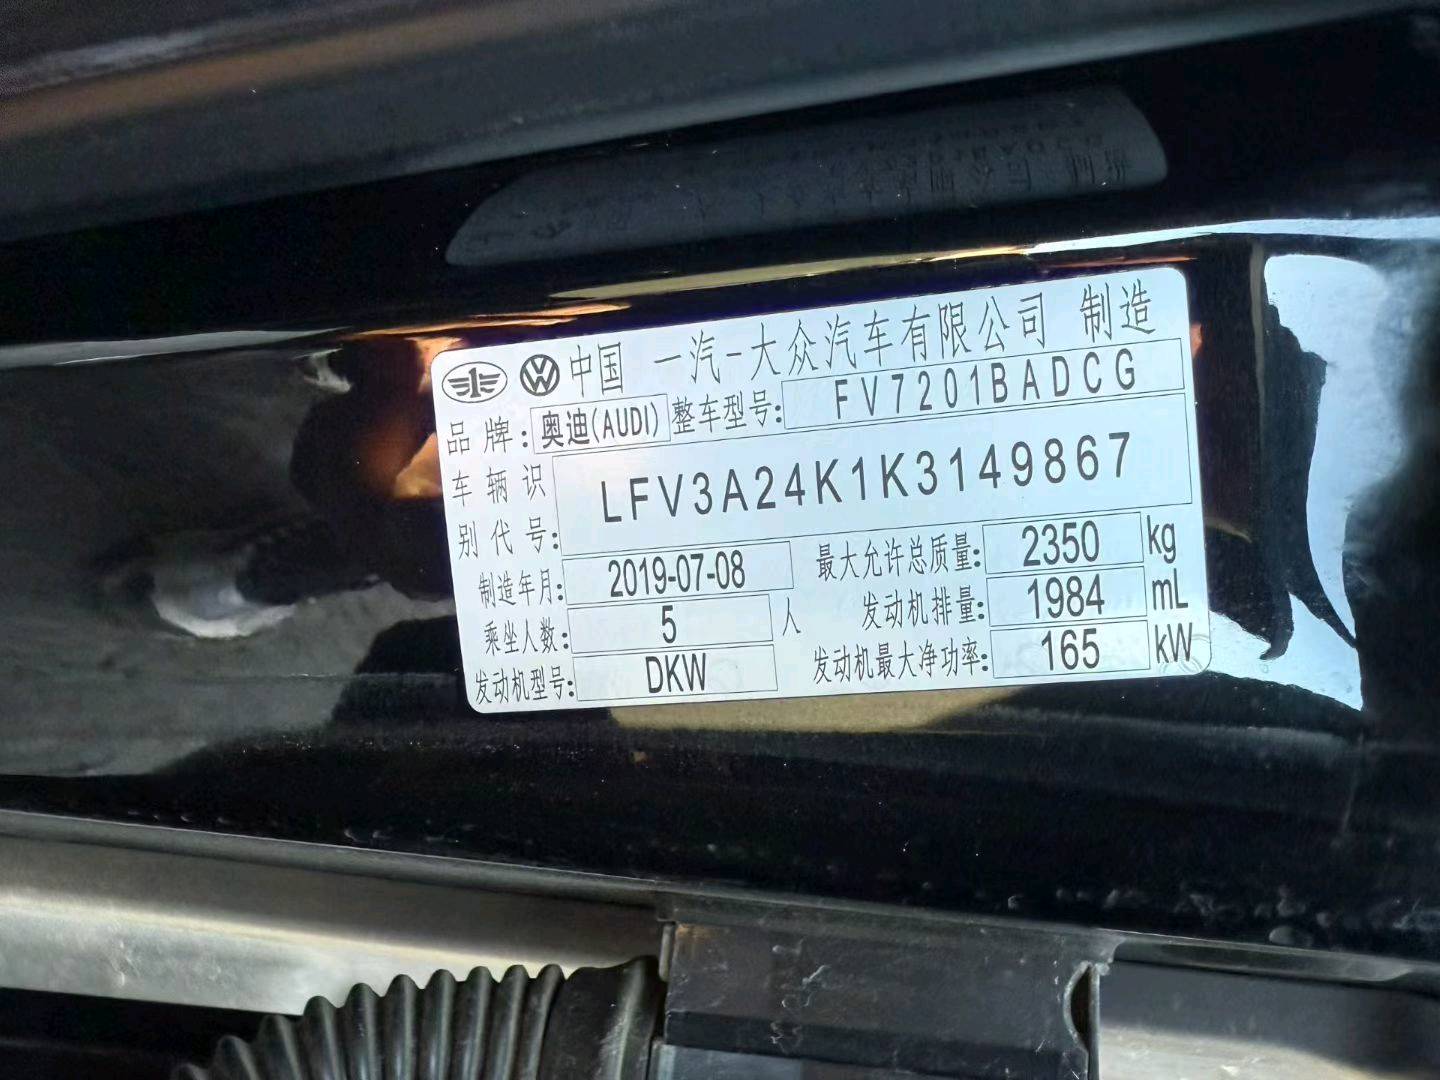 中国 一汽-大众汽车有限公司 制造
品牌: 奥迪(AUDI) 整车型号: FV7201BADCG
车辆识别代号: LFV3A24K1K3149867
制造年月: 2019-07-08 最大允许总质量: 2350 kg
乘坐人数: 5 人 发动机排量: 1984 mL
发动机型号: DKW 发动机最大净功率: 165 kW